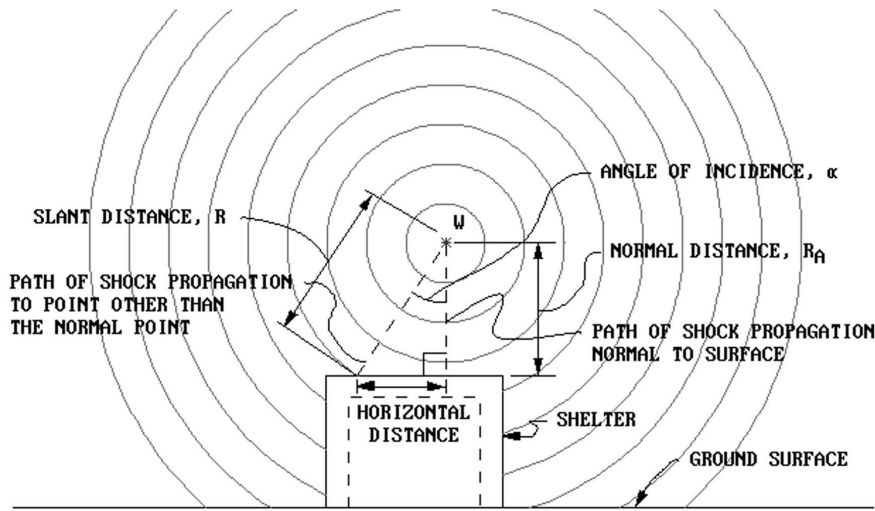 ANGLE OF INCIDENCE, α
SLANT DISTANCE, R
W
NORMAL DISTANCE, RA
PATH OF SHOCK PROPAGATION
TO POINT OTHER THAN
THE NORMAL POINT
PATH OF SHOCK PROPAGATION
NORMAL TO SURFACE
HORIZONTAL
DISTANCE
SHELTER
GROUND SURFACE